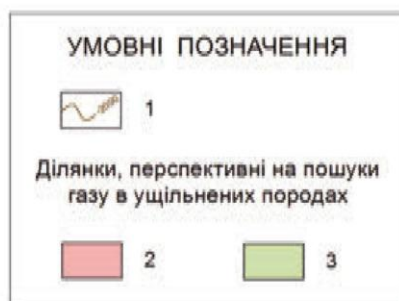 УМОВНІ ПОЗНАЧЕННЯ
1
Ділянки, перспективні на пошуки
газу в ущільнених породах
2 3